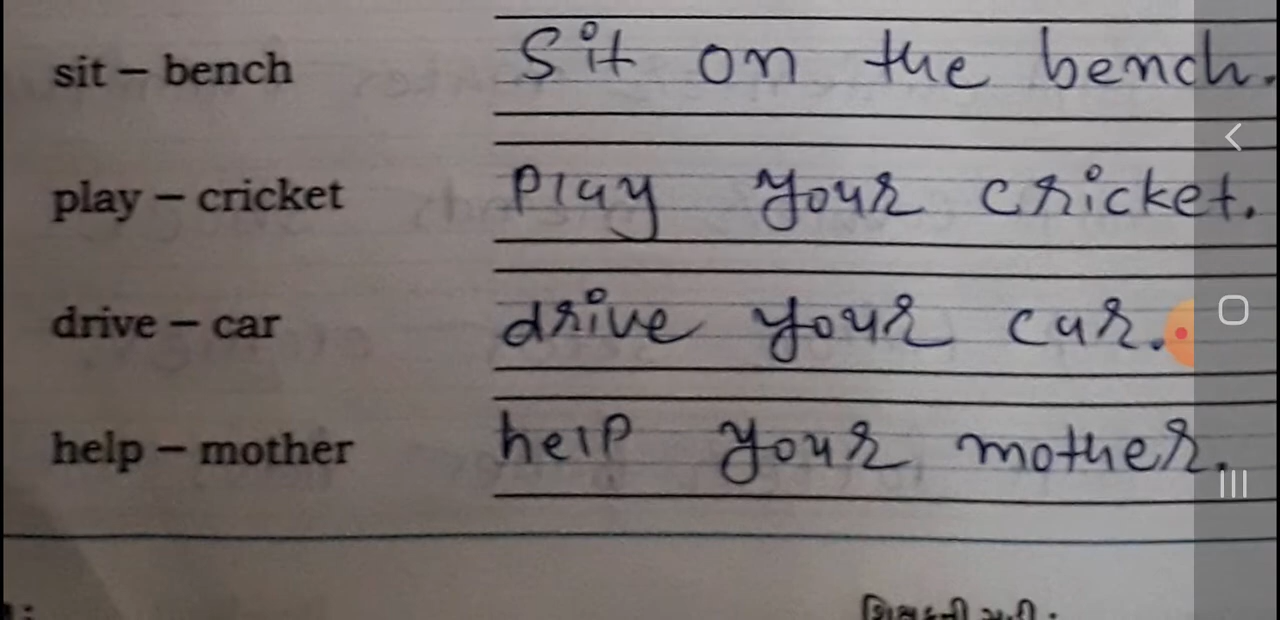 sit – bench Sit on the bench.
play – cricket Play your cricket.
drive – car drive your car.
help – mother help your mother.